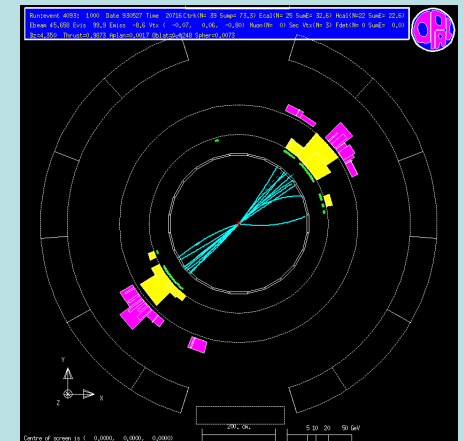 Run:event 4093: 1000 Date 930527 Time 20716 Ctrk(N= 39 Sump= 73.3) Ecal(N= 25 SumE= 32.6) Hcal(N=22 SumE= 22.6)
Ebeam 45.658 Evis 99.9 Emiss -8.6 Vtx ( -0.07, 0.06, -0.80) Muon(N= 0) Sec Vtx(N= 3) Fdet(N= 0 SumE= 0.0)
Bz=4.350 Thrust=0.9873 Aplan=0.0017 Oblat=0.0248 Spher=0.0073
OPAL
Y
Z X
200. cm.
5 10 20 50 GeV
Centre of screen is ( 0.0000, 0.0000, 0.0000)